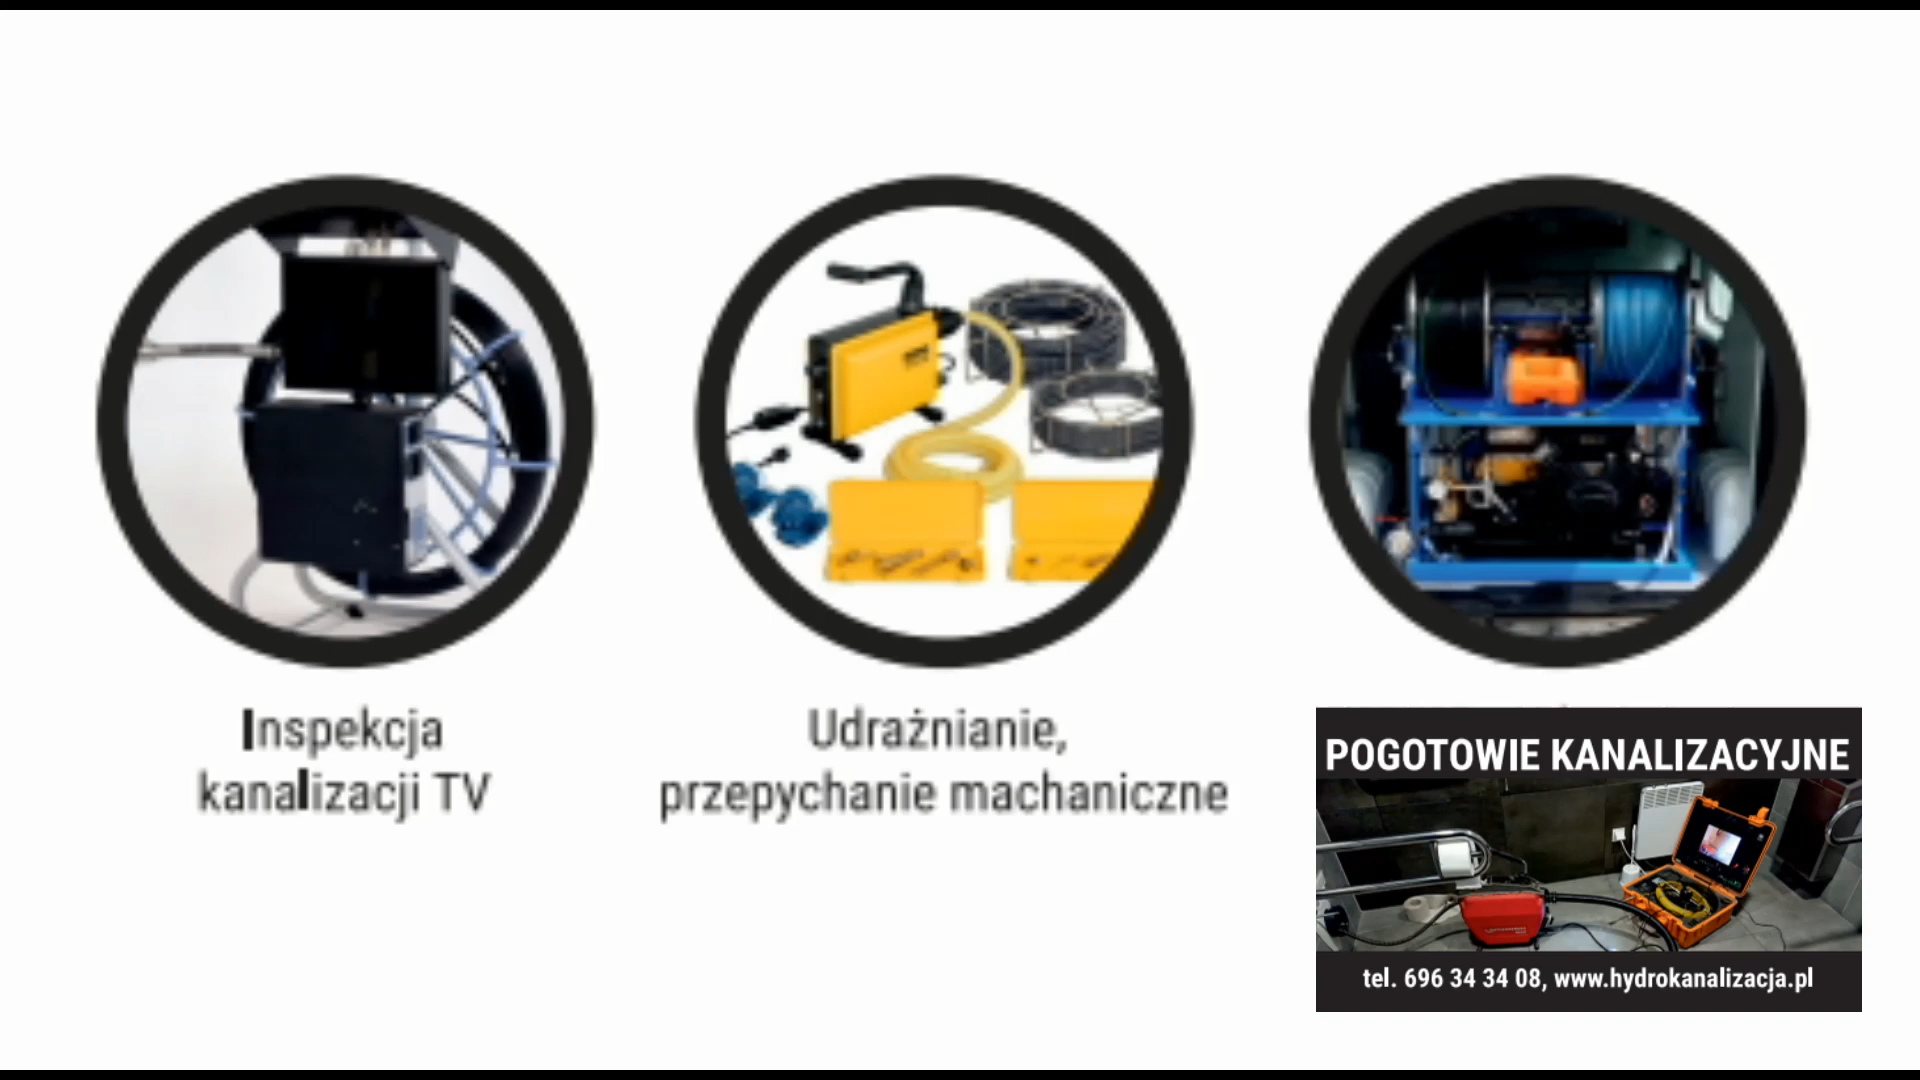 Inspekcja
kanalizacji TV
Udrażnianie,
przepychanie machaniczne
POGOTOWIE KANALIZACYJNE
tel. 696 34 34 08, www.hydrokanalizacja.pl